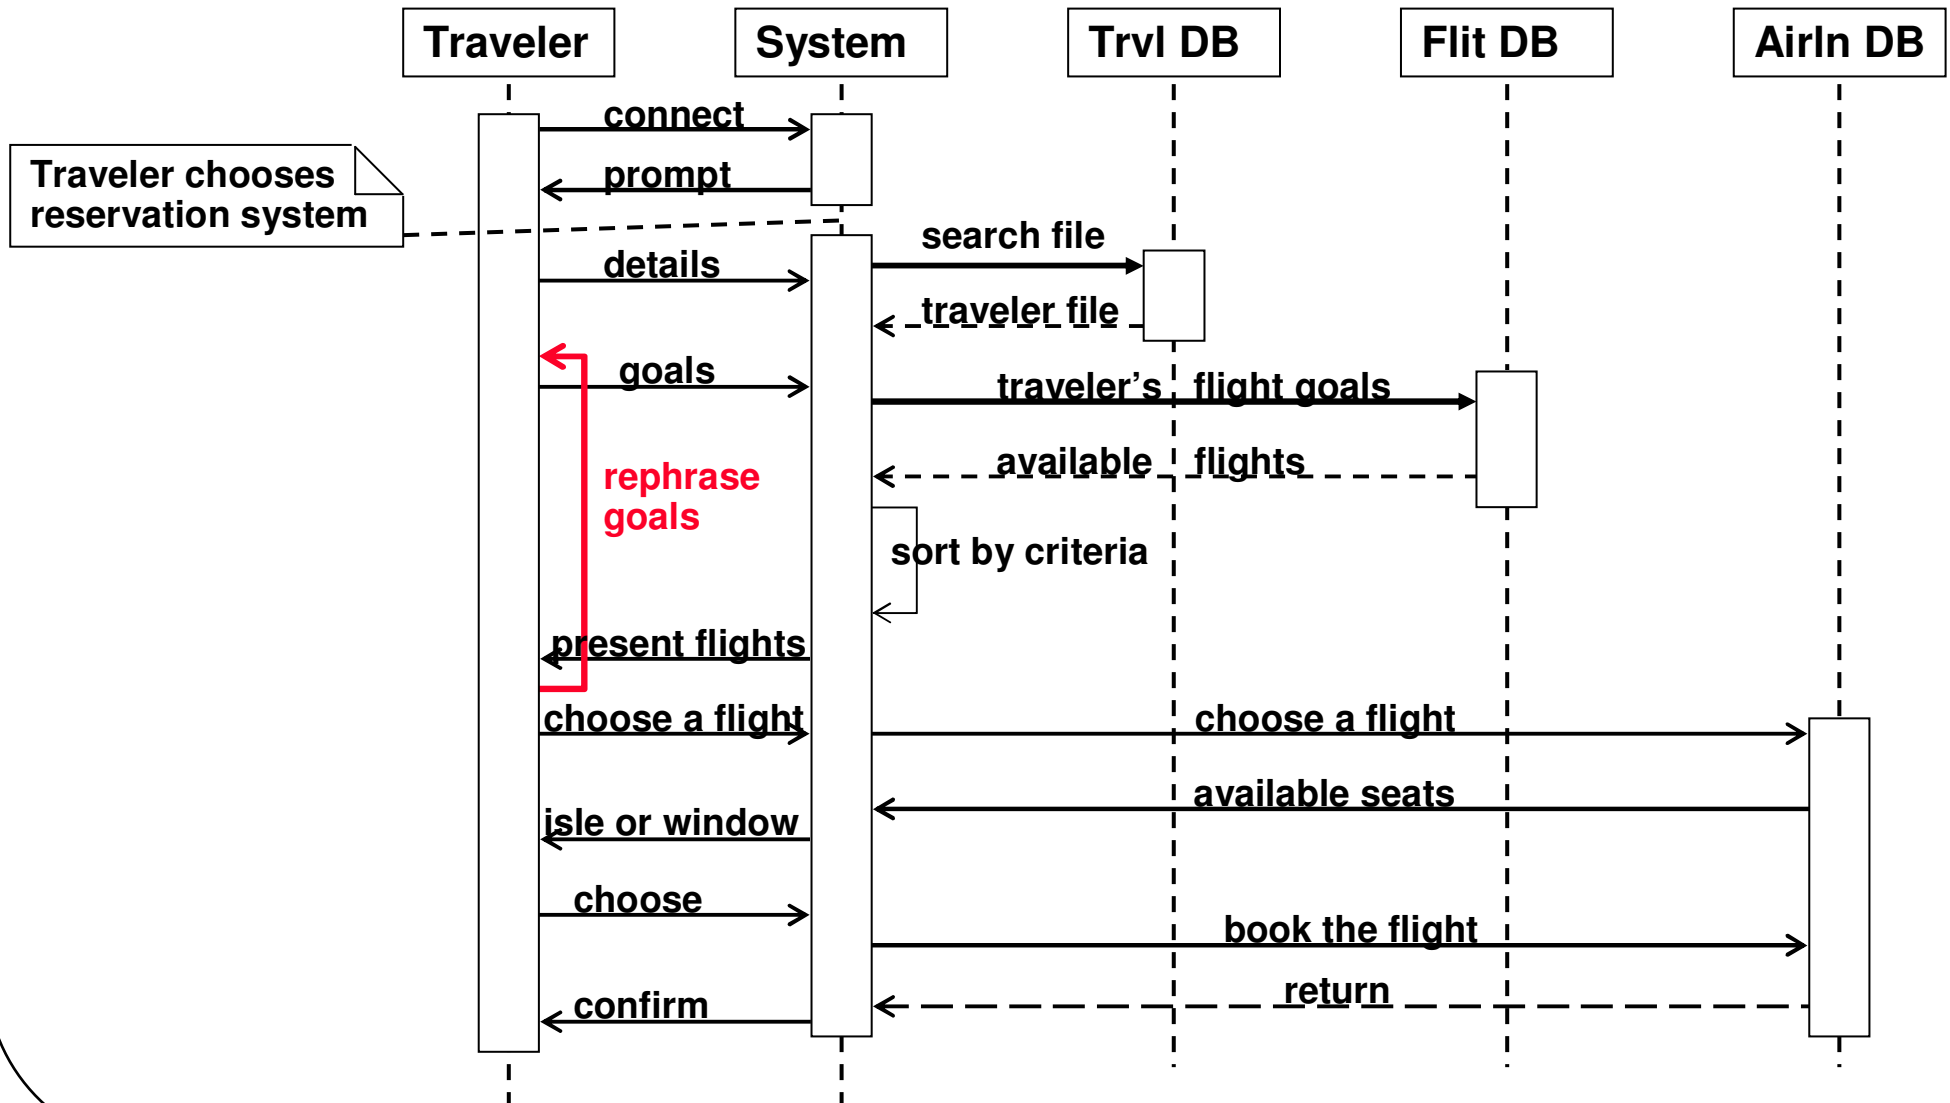 Traveler
System
Trvl DB
Flit DB
Airln DB
connect
Traveler chooses
reservation system
prompt
search file
details
traveler file
goals
traveler’s flight goals
available flights
rephrase
goals
sort by criteria
present flights
choose a flight
choose a flight
available seats
isle or window
choose
book the flight
return
confirm